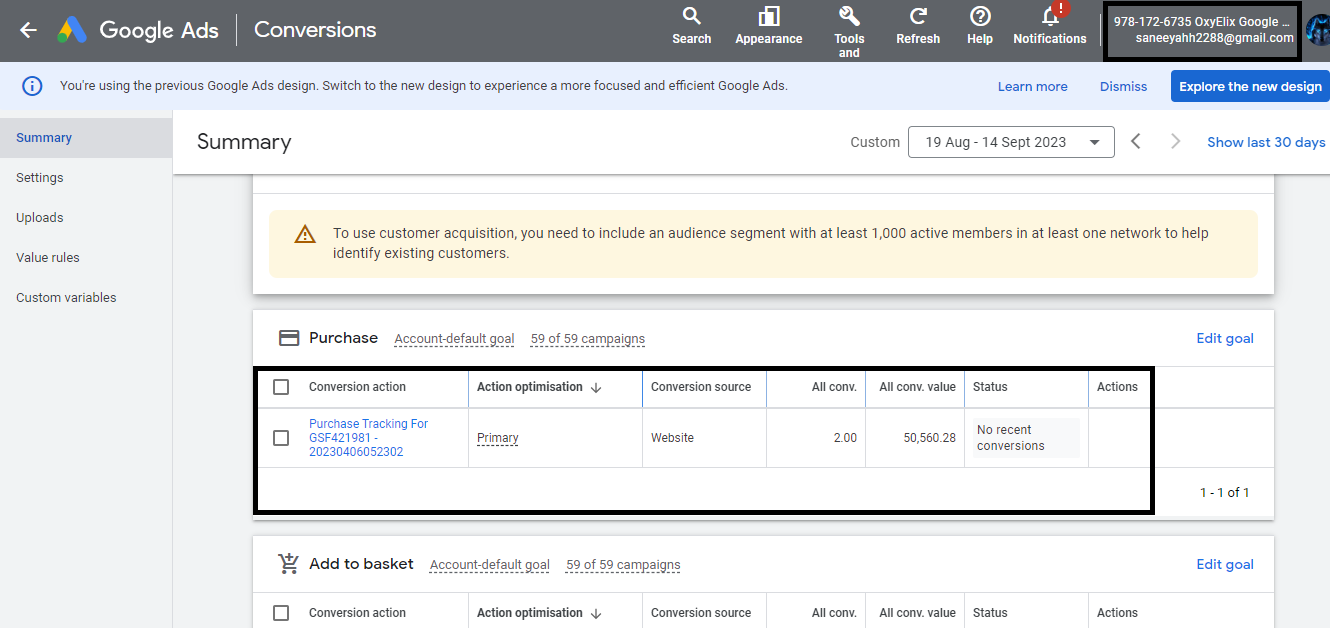 Google Ads
Conversions
Search
Appearance
Tools
and
Refresh
Help
!
Notifications
978-172-6735 OxyElix Google ...
saneeyahh2288@gmail.com
You're using the previous Google Ads design. Switch to the new design to experience a more focused and efficient Google Ads.
Learn more
Dismiss
Explore the new design
Summary
Settings
Uploads
Value rules
Custom variables
Summary
Custom
19 Aug - 14 Sept 2023
Show last 30 days
To use customer acquisition, you need to include an audience segment with at least 1,000 active members in at least one network to help
identify existing customers.
Purchase
Account-default goal
59 of 59 campaigns
Edit goal
Conversion action
Action optimisation
Conversion source
All conv.
All conv. value
Status
Actions
Purchase Tracking For
GSF421981 -
20230406052302
Primary
Website
2.00
50,560.28
No recent
conversions
1 - 1 of 1
Add to basket
Account-default goal
59 of 59 campaigns
Edit goal
Conversion action
Action optimisation
Conversion source
All conv.
All conv. value
Status
Actions